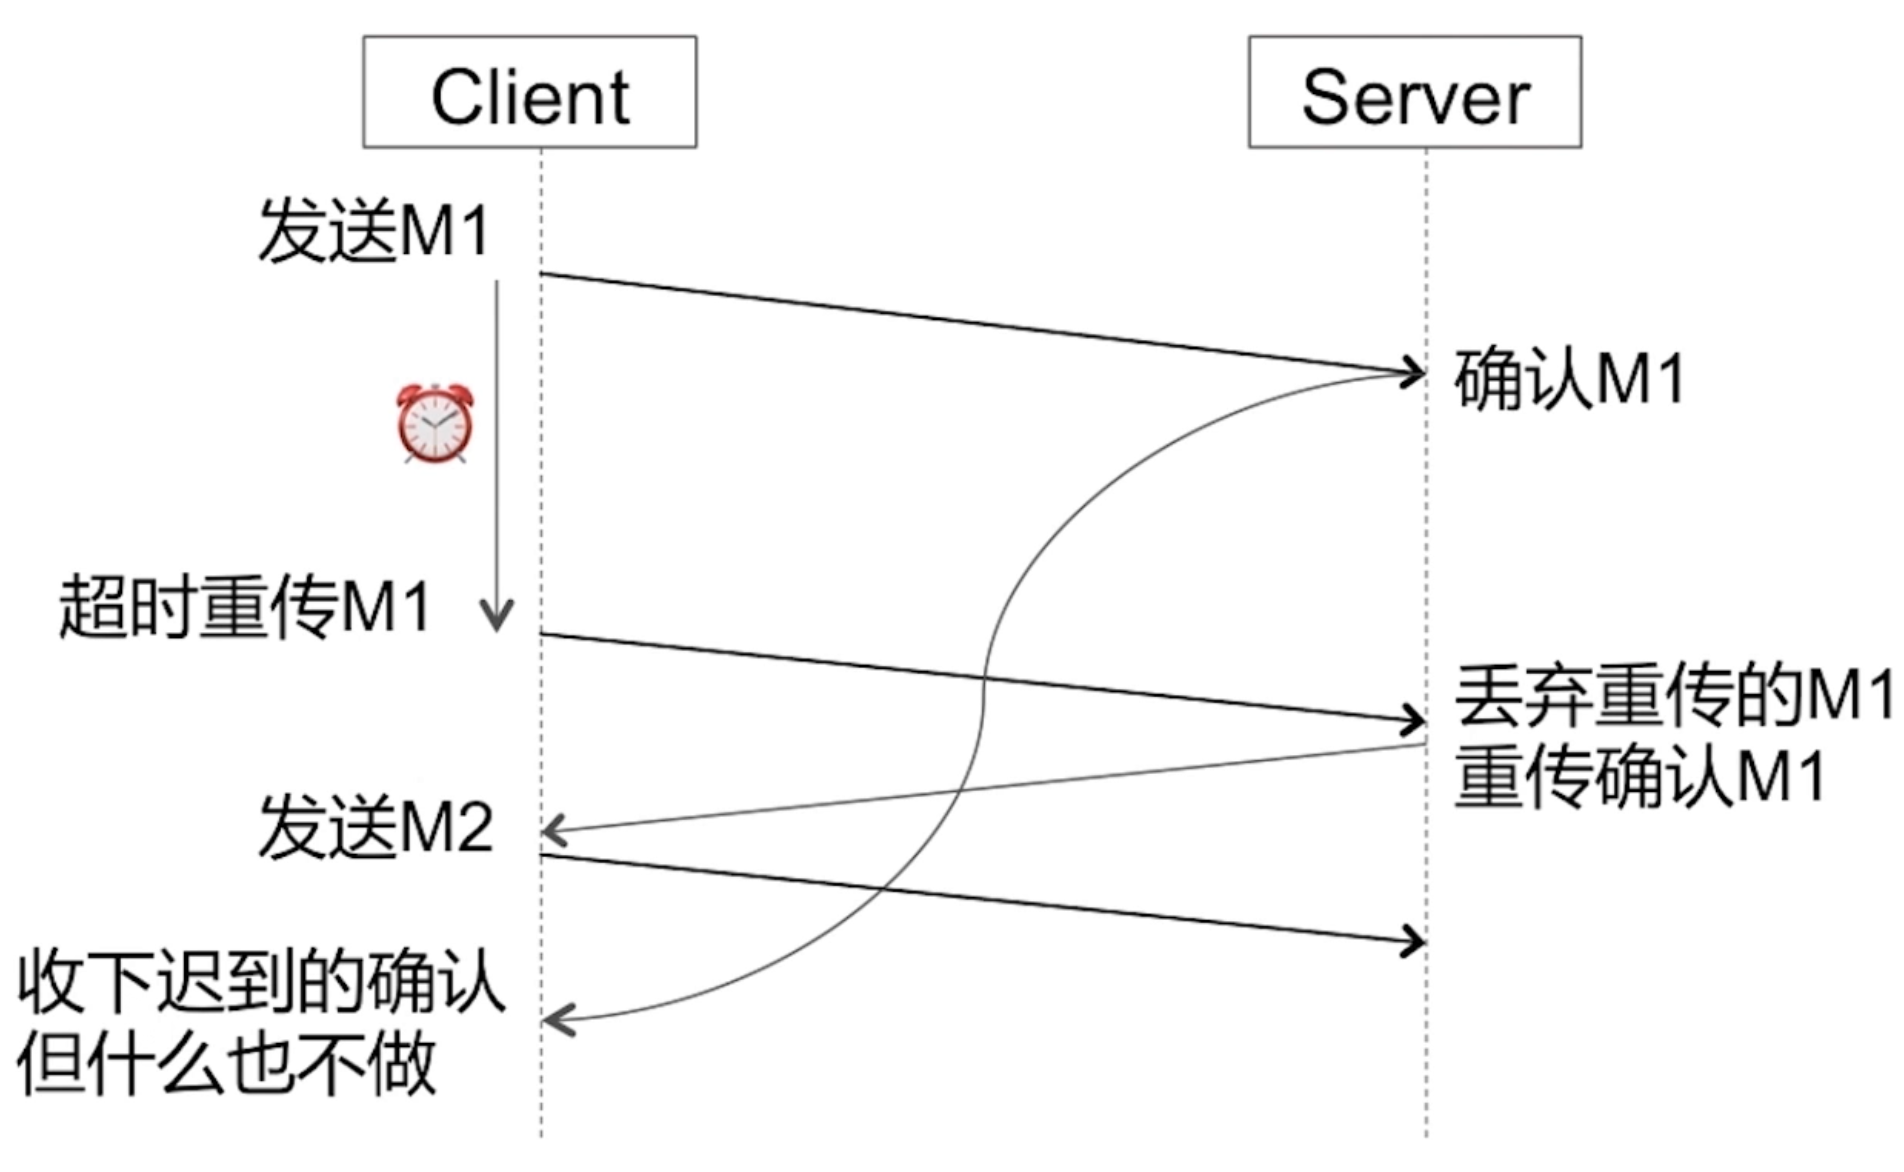 Client
Server
发送M1
确认M1
超时重传M1
丢弃重传的M1
重传确认M1
发送M2
收下迟到的确认
但什么也不做